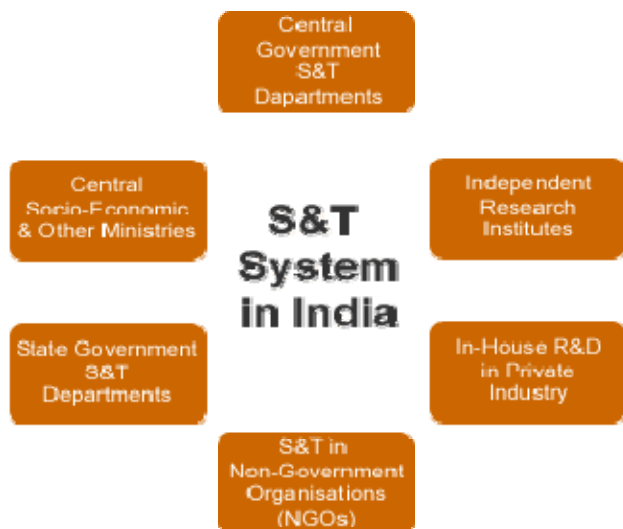 Central
Government
S&T
Dapartments
Central
Socio-Economic
& Other Ministries
Independent
Research
Institutes
S&T
System
in India
State Government
S&T
Departments
In-House R&D
in Private
Industry
S&T in
Non-Government
Organisations
(NGOs)